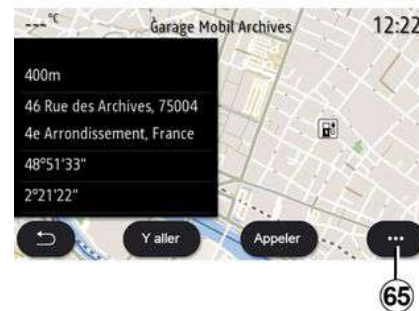 ---°C
Garage Mobil Archives
12:22
400m
46 Rue des Archives, 75004
4e Arrondissement, France
48°51'33"
2°21'22"
Y aller
Appeler
65